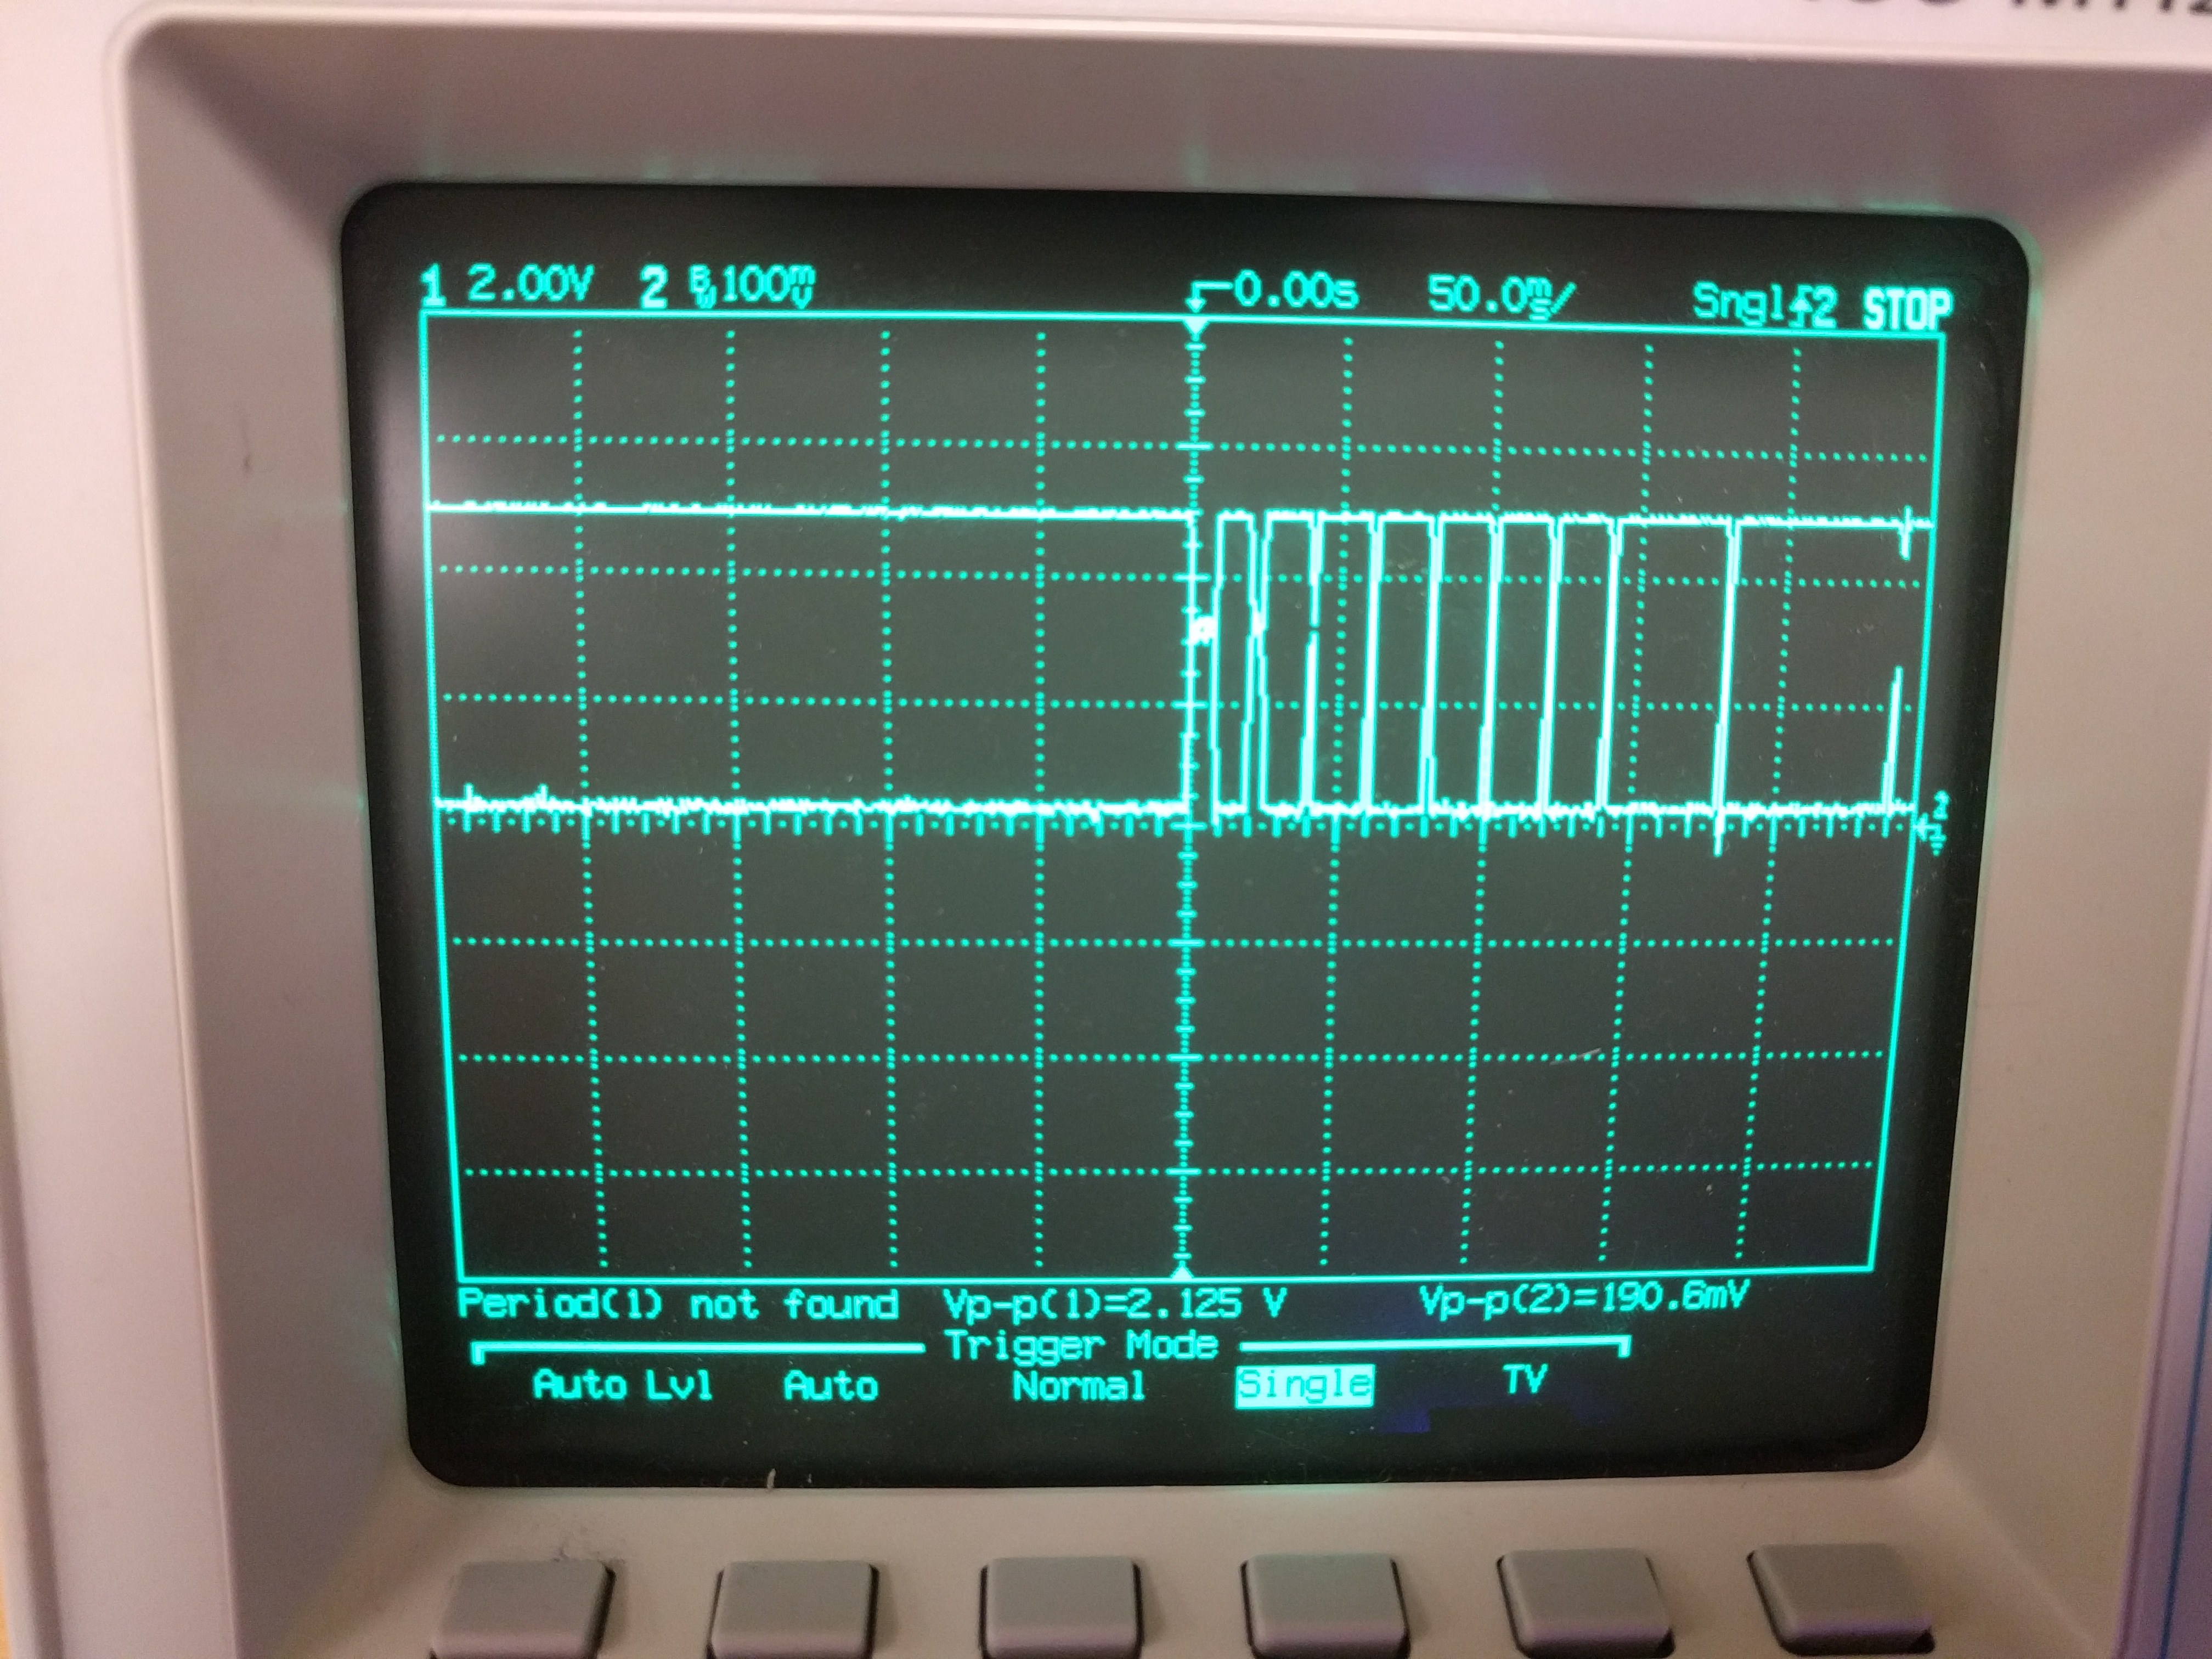 1 2.00V 2 BW 100mV 0.00s 50.0ms/ Sngl 2 STOP
Period(1) not found Vp-p(1)=2.125 V Vp-p(2)=190.6mV
Trigger Mode
Auto Lvl Auto Normal Single TV